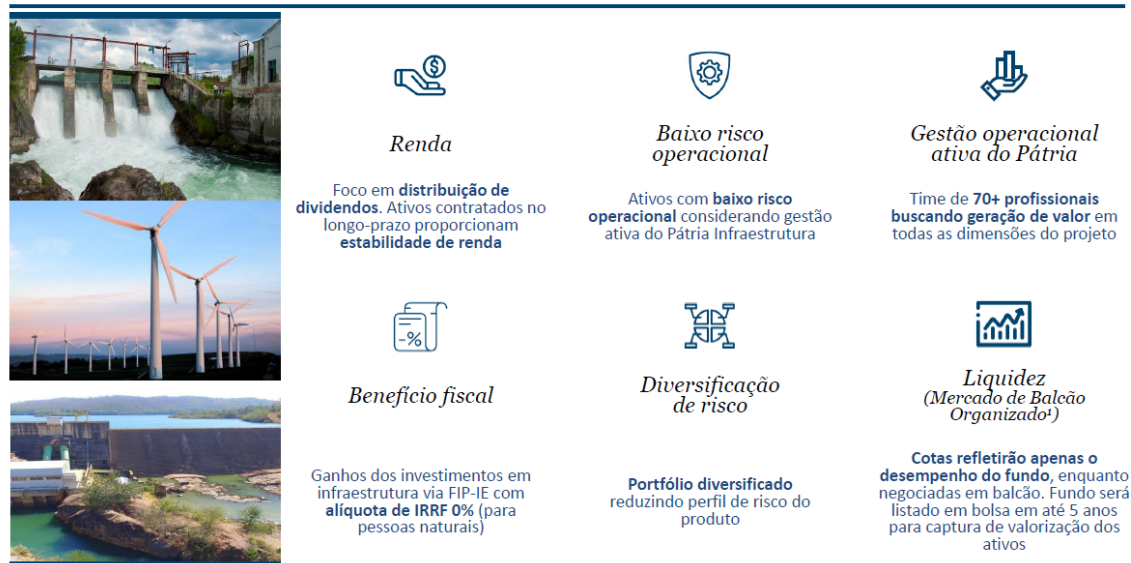 Renda
Foco em distribuição de
dividendos. Ativos contratados no
longo-prazo proporcionam
estabilidade de renda
Baixo risco
operacional
Ativos com baixo risco
operacional considerando gestão
ativa do Pátria Infraestrutura
Gestão operacional
ativa do Pátria
Time de 70+ profissionais
buscando geração de valor em
todas as dimensões do projeto
-%
Benefício fiscal
Ganhos dos investimentos em
infraestrutura via FIP-IE com
alíquota de IRRF 0% (para
pessoas naturais)
Diversificação
de risco
Portfólio diversificado
reduzindo perfil de risco do
produto
Liquidez
(Mercado de Balcão
Organizado¹)
Cotas refletirão apenas o
desempenho do fundo, enquanto
negociadas em balcão. Fundo será
listado em bolsa em até 5 anos
para captura de valorização dos
ativos